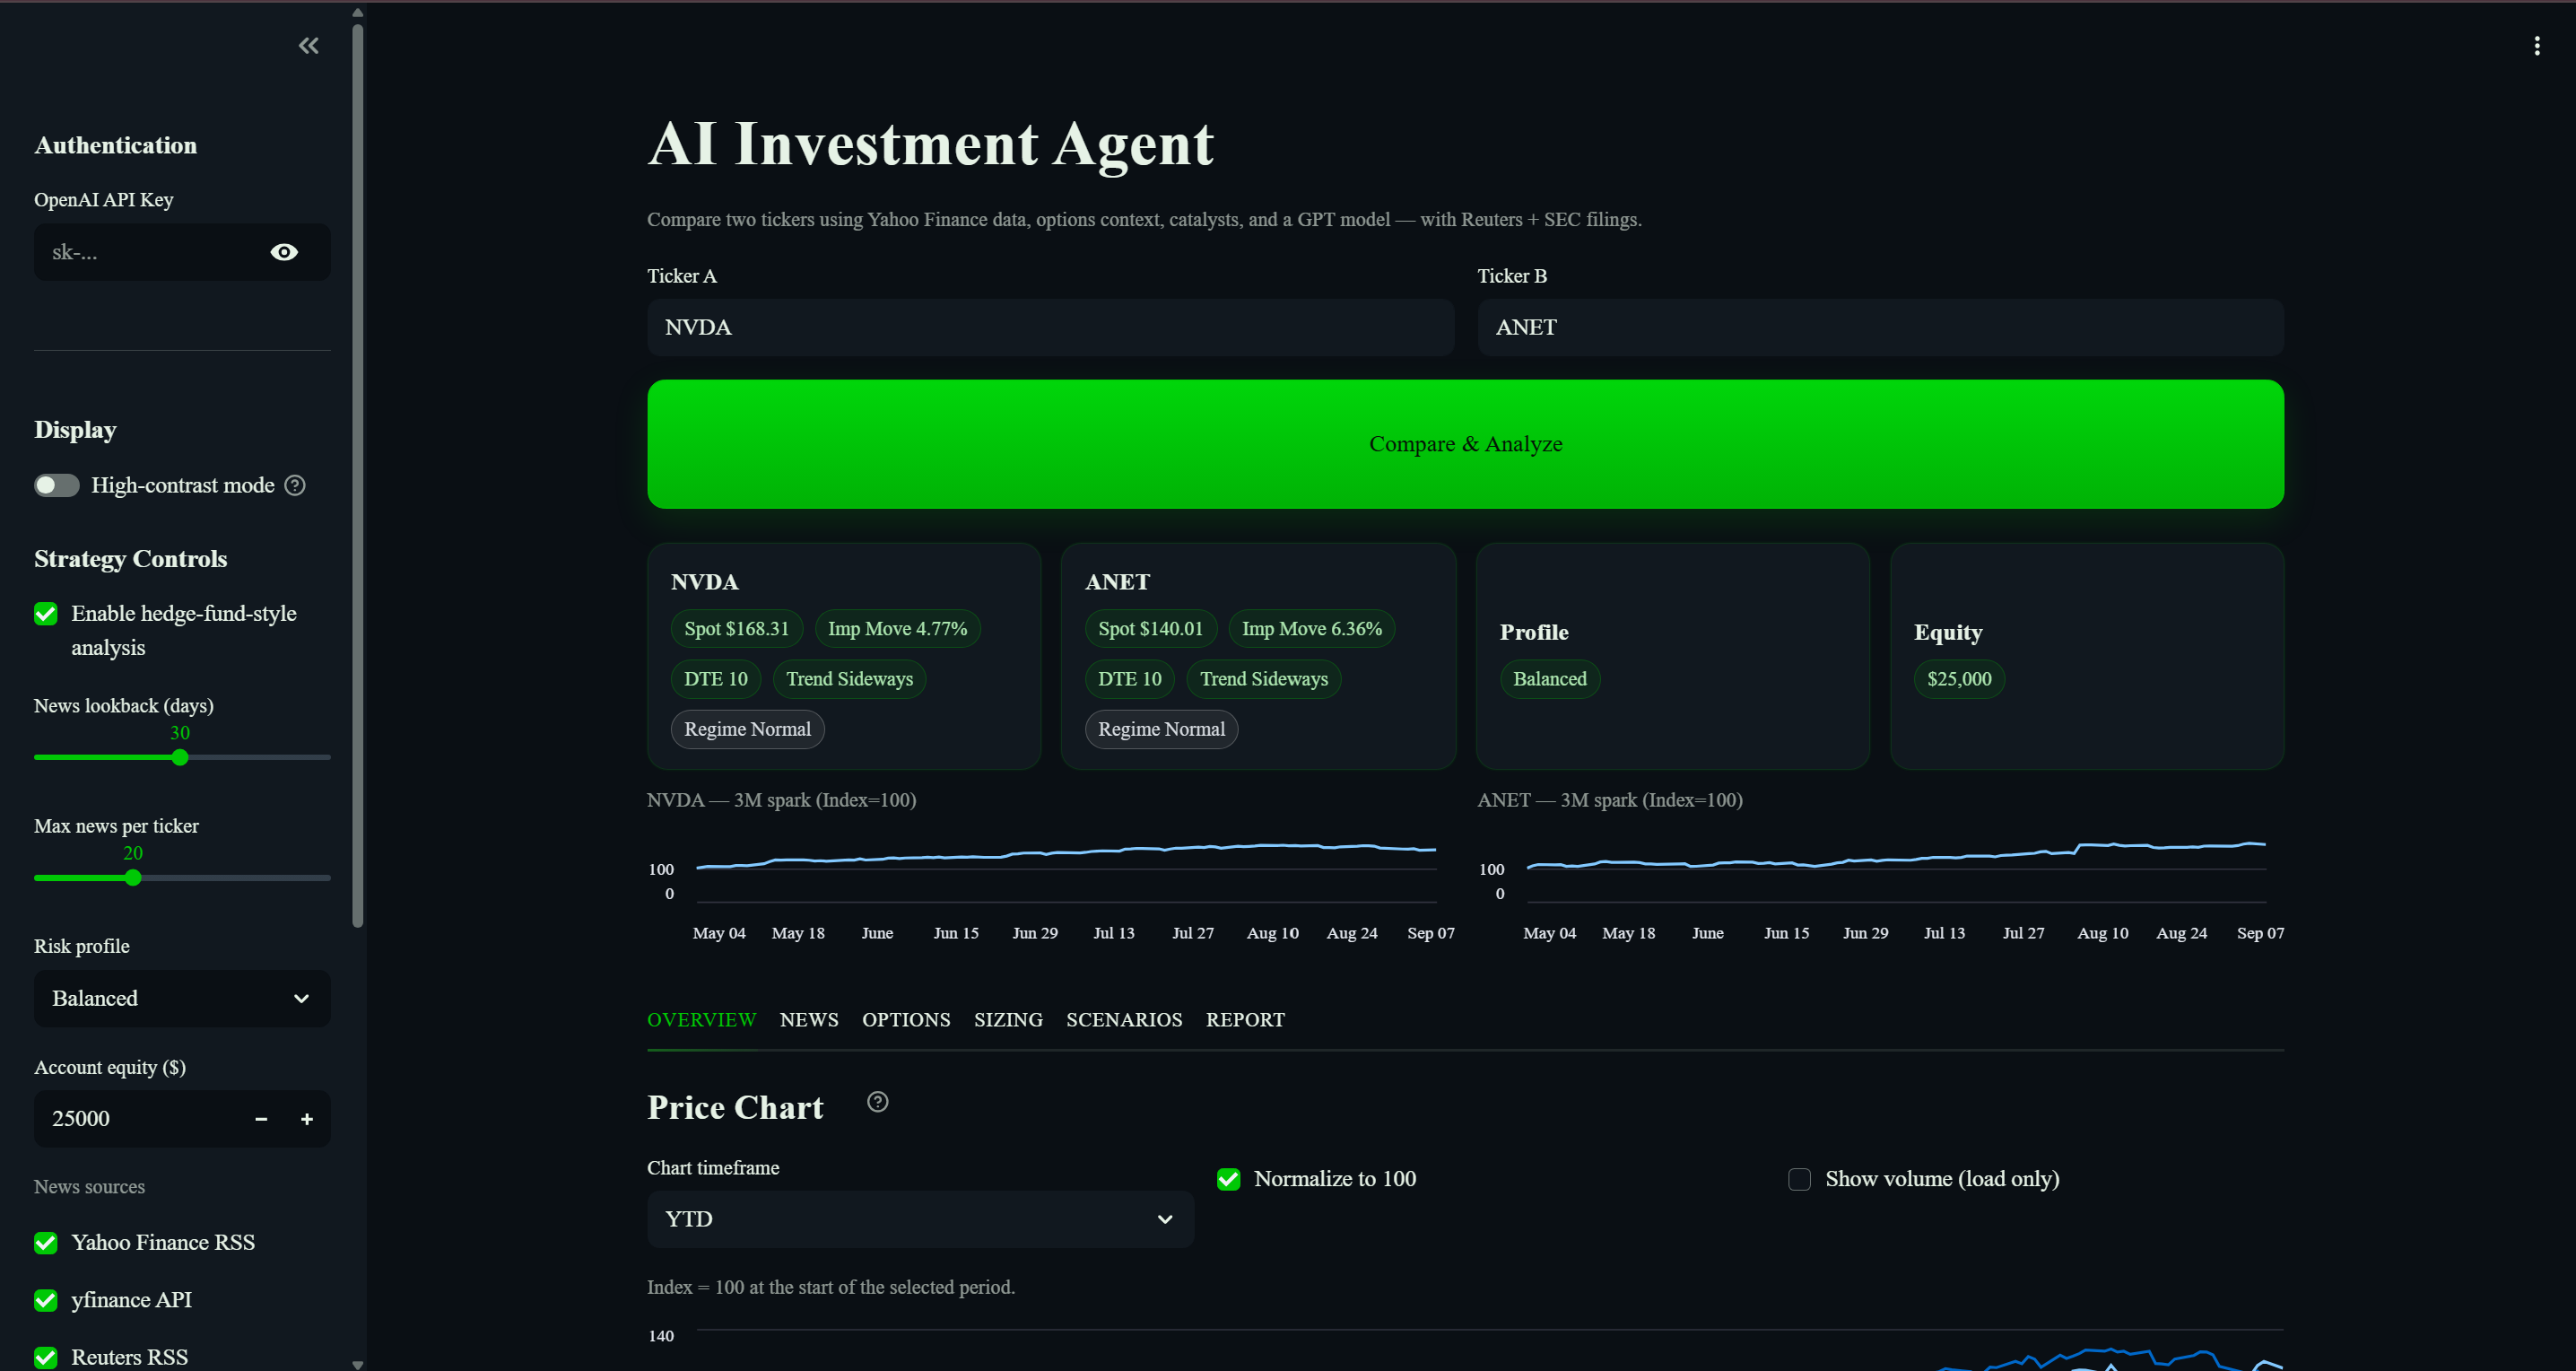 Authentication
OpenAI API Key
sk-...
Display
High-contrast mode
Strategy Controls
Enable hedge-fund-style
analysis
News lookback (days)
30
Max news per ticker
20
Risk profile
Balanced
Account equity ($)
25000
News sources
Yahoo Finance RSS
yfinance API
Reuters RSS
AI Investment Agent
Compare two tickers using Yahoo Finance data, options context, catalysts, and a GPT model — with Reuters + SEC filings.
Ticker A
NVDA
Ticker B
ANET
Compare & Analyze
NVDA
Spot $168.31 Imp Move 4.77%
DTE 10 Trend Sideways
Regime Normal
ANET
Spot $140.01 Imp Move 6.36%
DTE 10 Trend Sideways
Regime Normal
Profile
Balanced
Equity
$25,000
NVDA — 3M spark (Index=100)
100
0
May 04 May 18 June Jun 15 Jun 29 Jul 13 Jul 27 Aug 10 Aug 24 Sep 07
ANET — 3M spark (Index=100)
100
0
May 04 May 18 June Jun 15 Jun 29 Jul 13 Jul 27 Aug 10 Aug 24 Sep 07
OVERVIEW NEWS OPTIONS SIZING SCENARIOS REPORT
Price Chart
Chart timeframe
YTD
Normalize to 100
Show volume (load only)
Index = 100 at the start of the selected period.
140